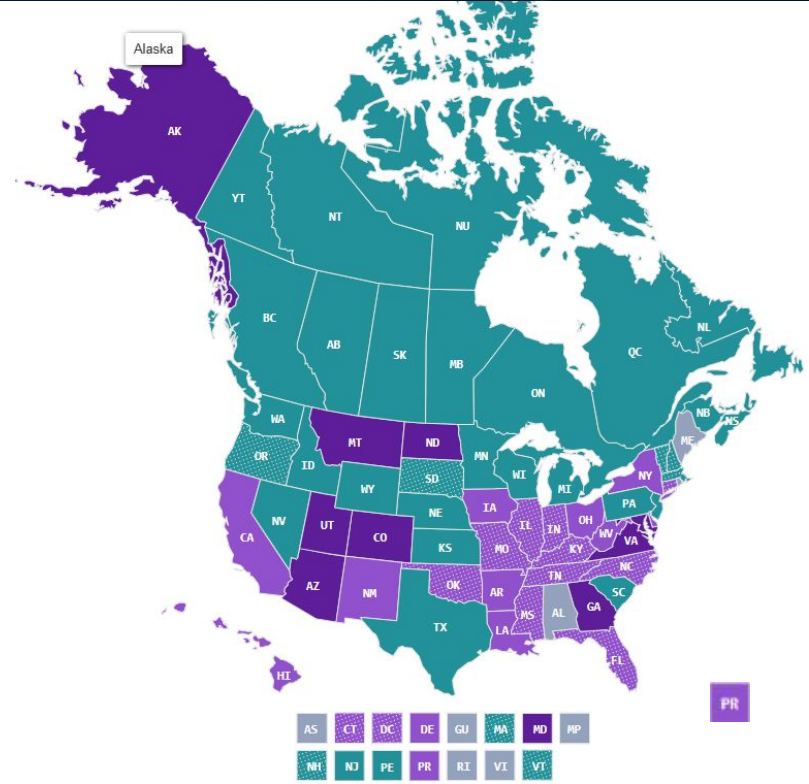 Alaska
AK
YT
NT
NU
BC
AB
SK
MB
ON
QC
NL
NB
NS
WA
MT
ND
MN
OR
ID
SD
WI
MI
ME
WY
NY
NE
IA
PA
NV
UT
CO
KS
IL
IN
OH
CA
MO
KY
WV
VA
AZ
NM
OK
AR
TN
NC
SC
TX
LA
MS
AL
GA
FL
HI
PR
AS CT DC DE GU MA MD MP
NH NJ PE PR RI VI VT